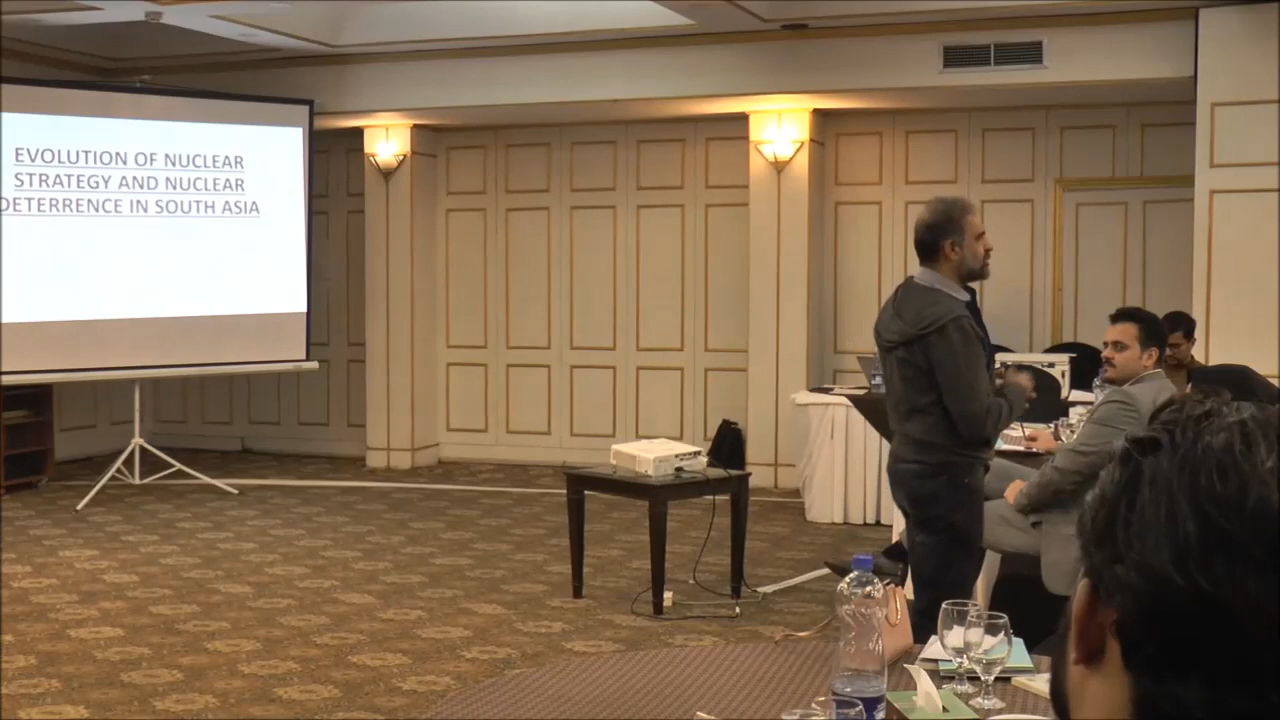 EVOLUTION OF NUCLEAR
STRATEGY AND NUCLEAR
DETERRENCE IN SOUTH ASIA